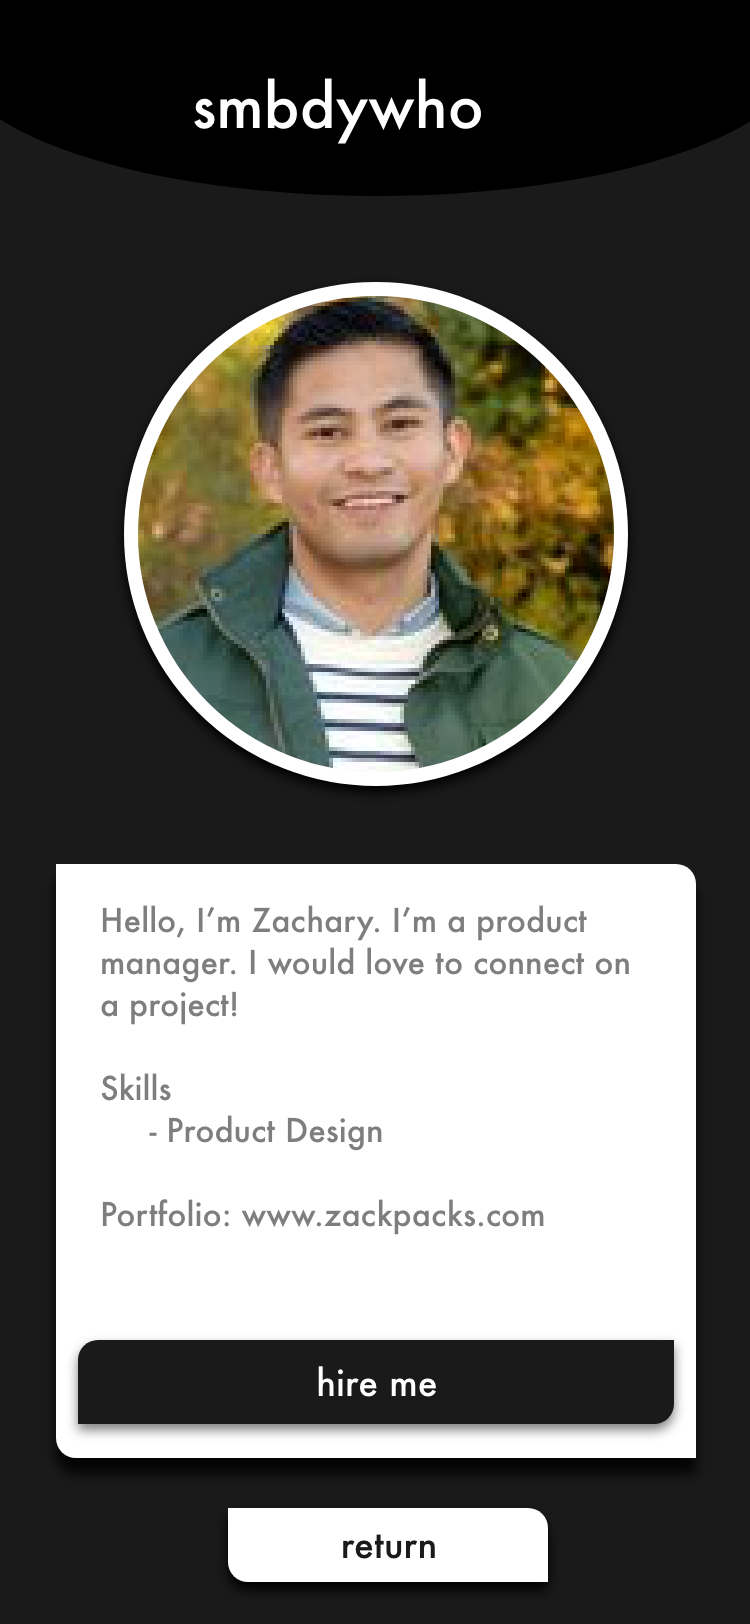 smbdywho
Hello, I’m Zachary. I’m a product
manager. I would love to connect on
a project!
Skills
- Product Design
Portfolio: www.zackpacks.com
hire me
return